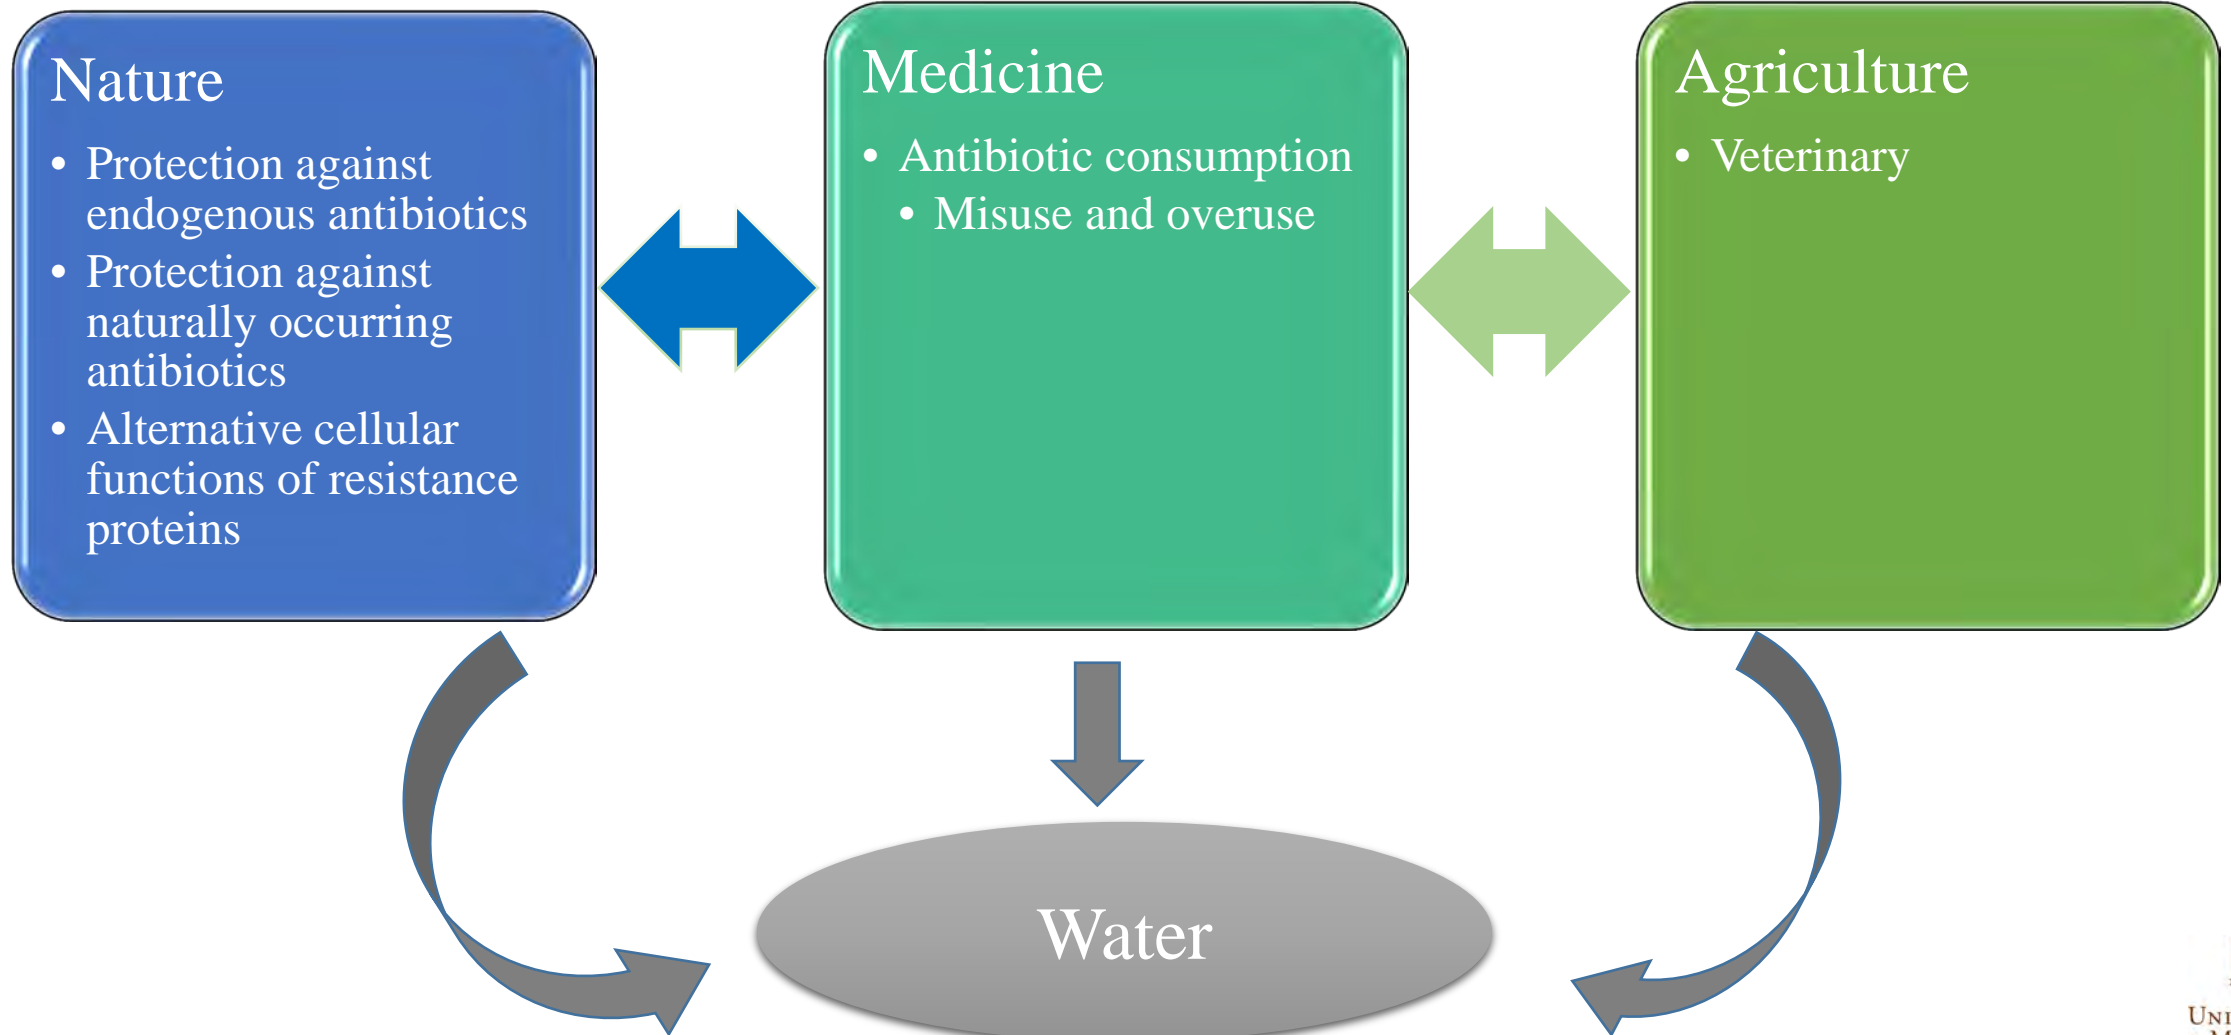 Nature
• Protection against
endogenous antibiotics
• Protection against
naturally occurring
antibiotics
• Alternative cellular
functions of resistance
proteins
Medicine
• Antibiotic consumption
• Misuse and overuse
Agriculture
• Veterinary
Water